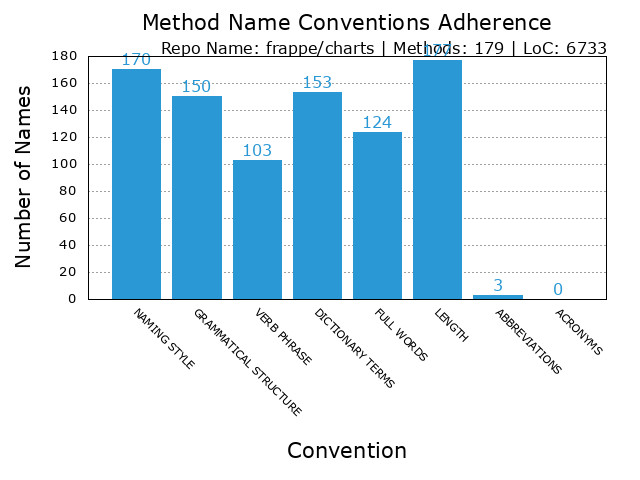 Method Name Conventions Adherence
Repo Name: frappe/charts | Methods: 179 | LoC: 6733
Number of Names
180
160
140
120
100
80
60
40
20
0
170
150
103
153
124
177
3
0
NAMING STYLE
GRAMMATICAL STRUCTURE
VERB PHRASE
DICTIONARY TERMS
FULL WORDS
LENGTH
ABBREVIATIONS
ACRONYMS
Convention